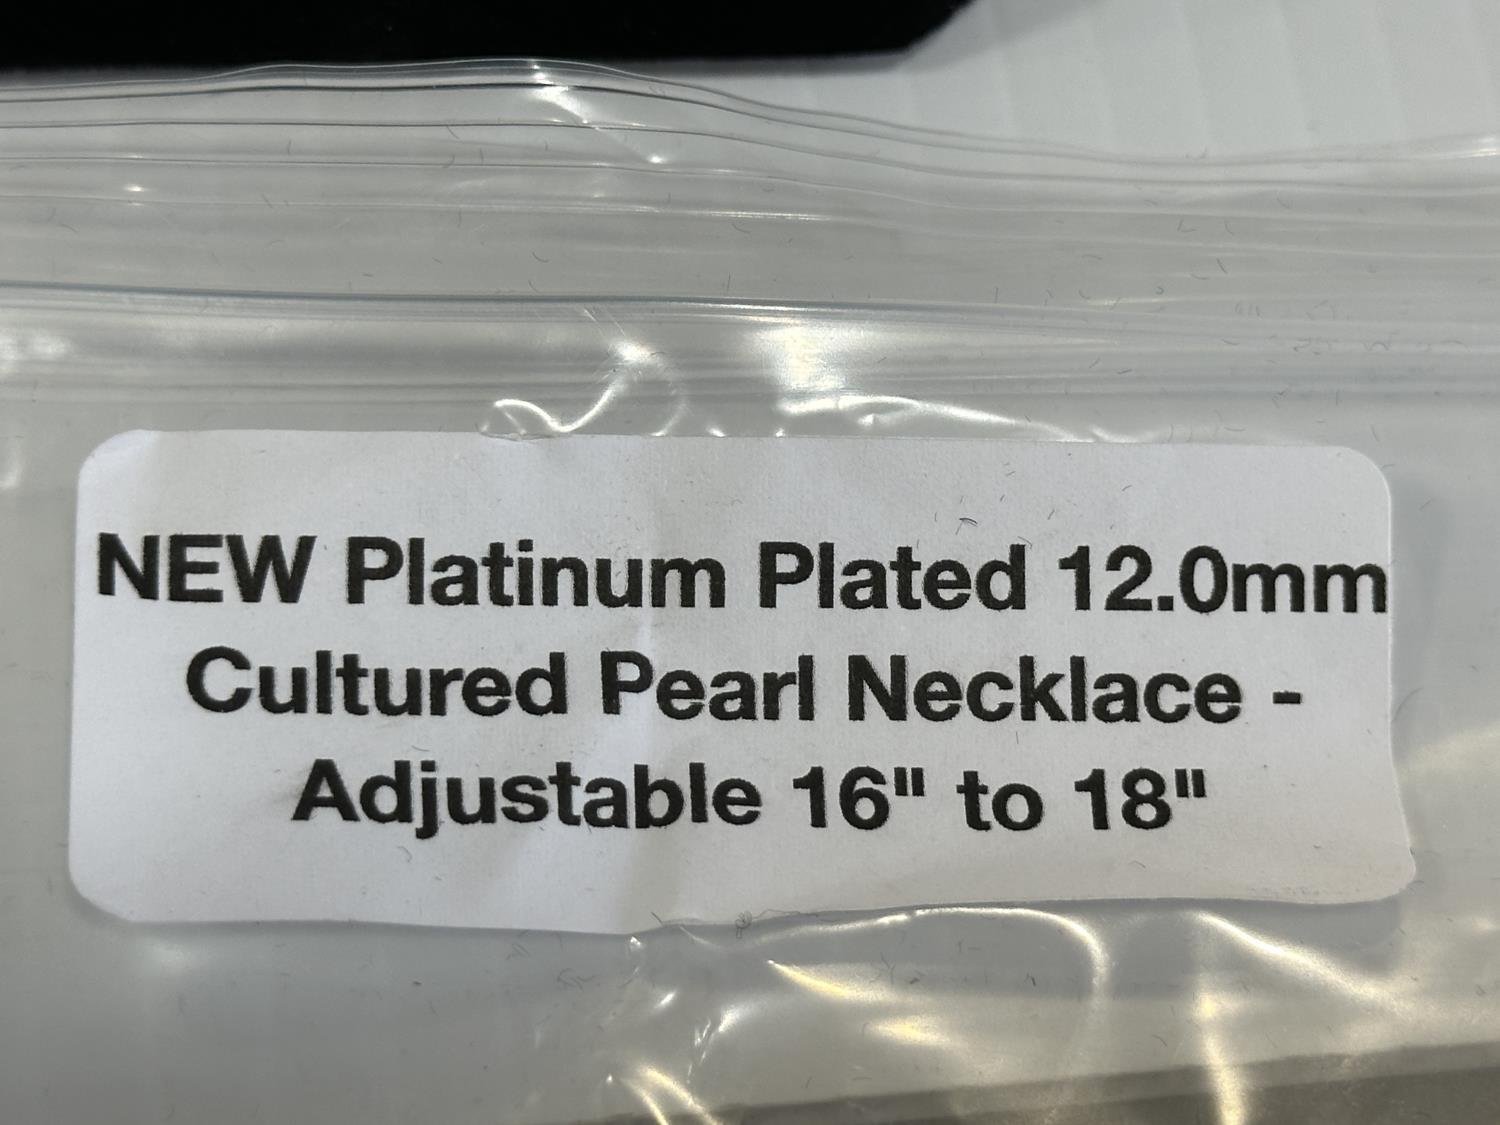 NEW Platinum Plated 12.0mm
Cultured Pearl Necklace -
Adjustable 16" to 18"